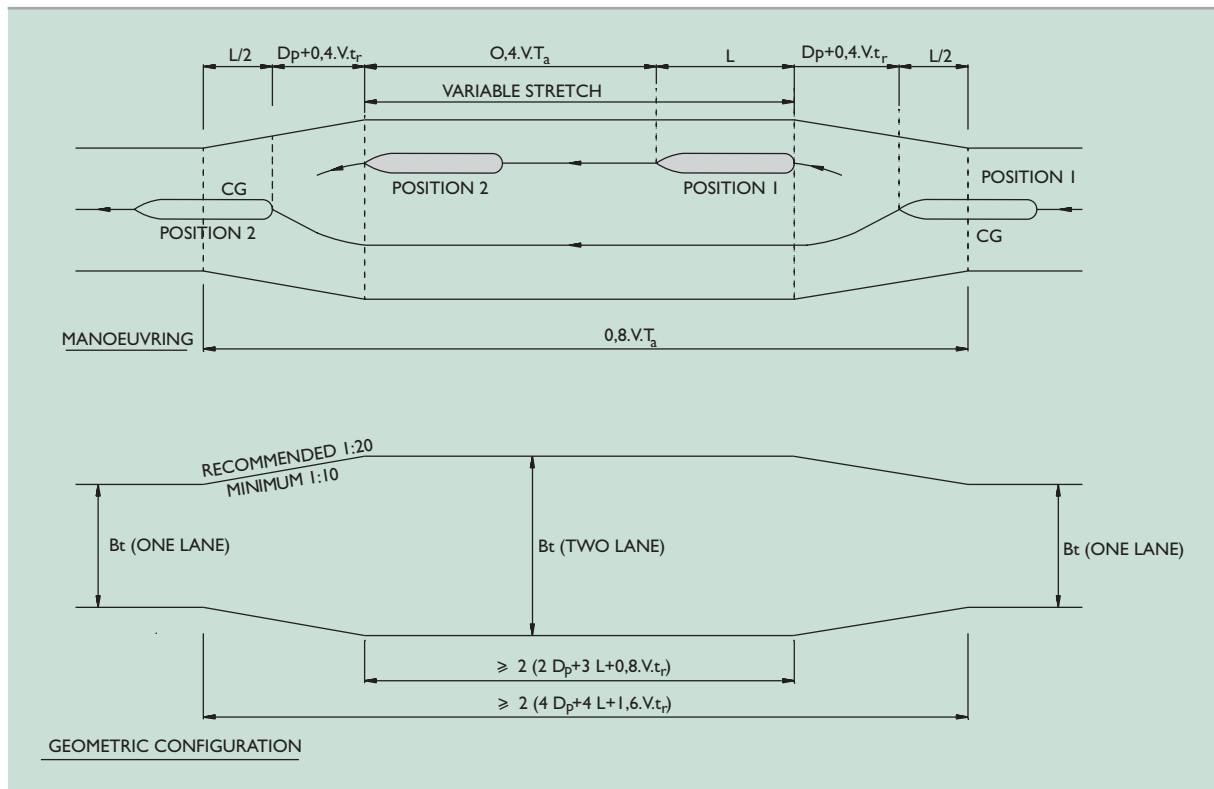 L/2
Dp+0,4.V.tr
O,4.V.Ta
L
Dp+0,4.V.tr
L/2
VARIABLE STRETCH
POSITION 2
POSITION I
POSITION I
CG
POSITION 2
CG
MANOEUVRING
0,8.V.Ta
RECOMMENDED 1:20
MINIMUM 1:10
Bt (ONE LANE)
Bt (TWO LANE)
Bt (ONE LANE)
⩾ 2 (2 Dp+3 L+0,8.V.tr)
⩾ 2 (4 Dp+4 L+1,6.V.tr)
GEOMETRIC CONFIGURATION